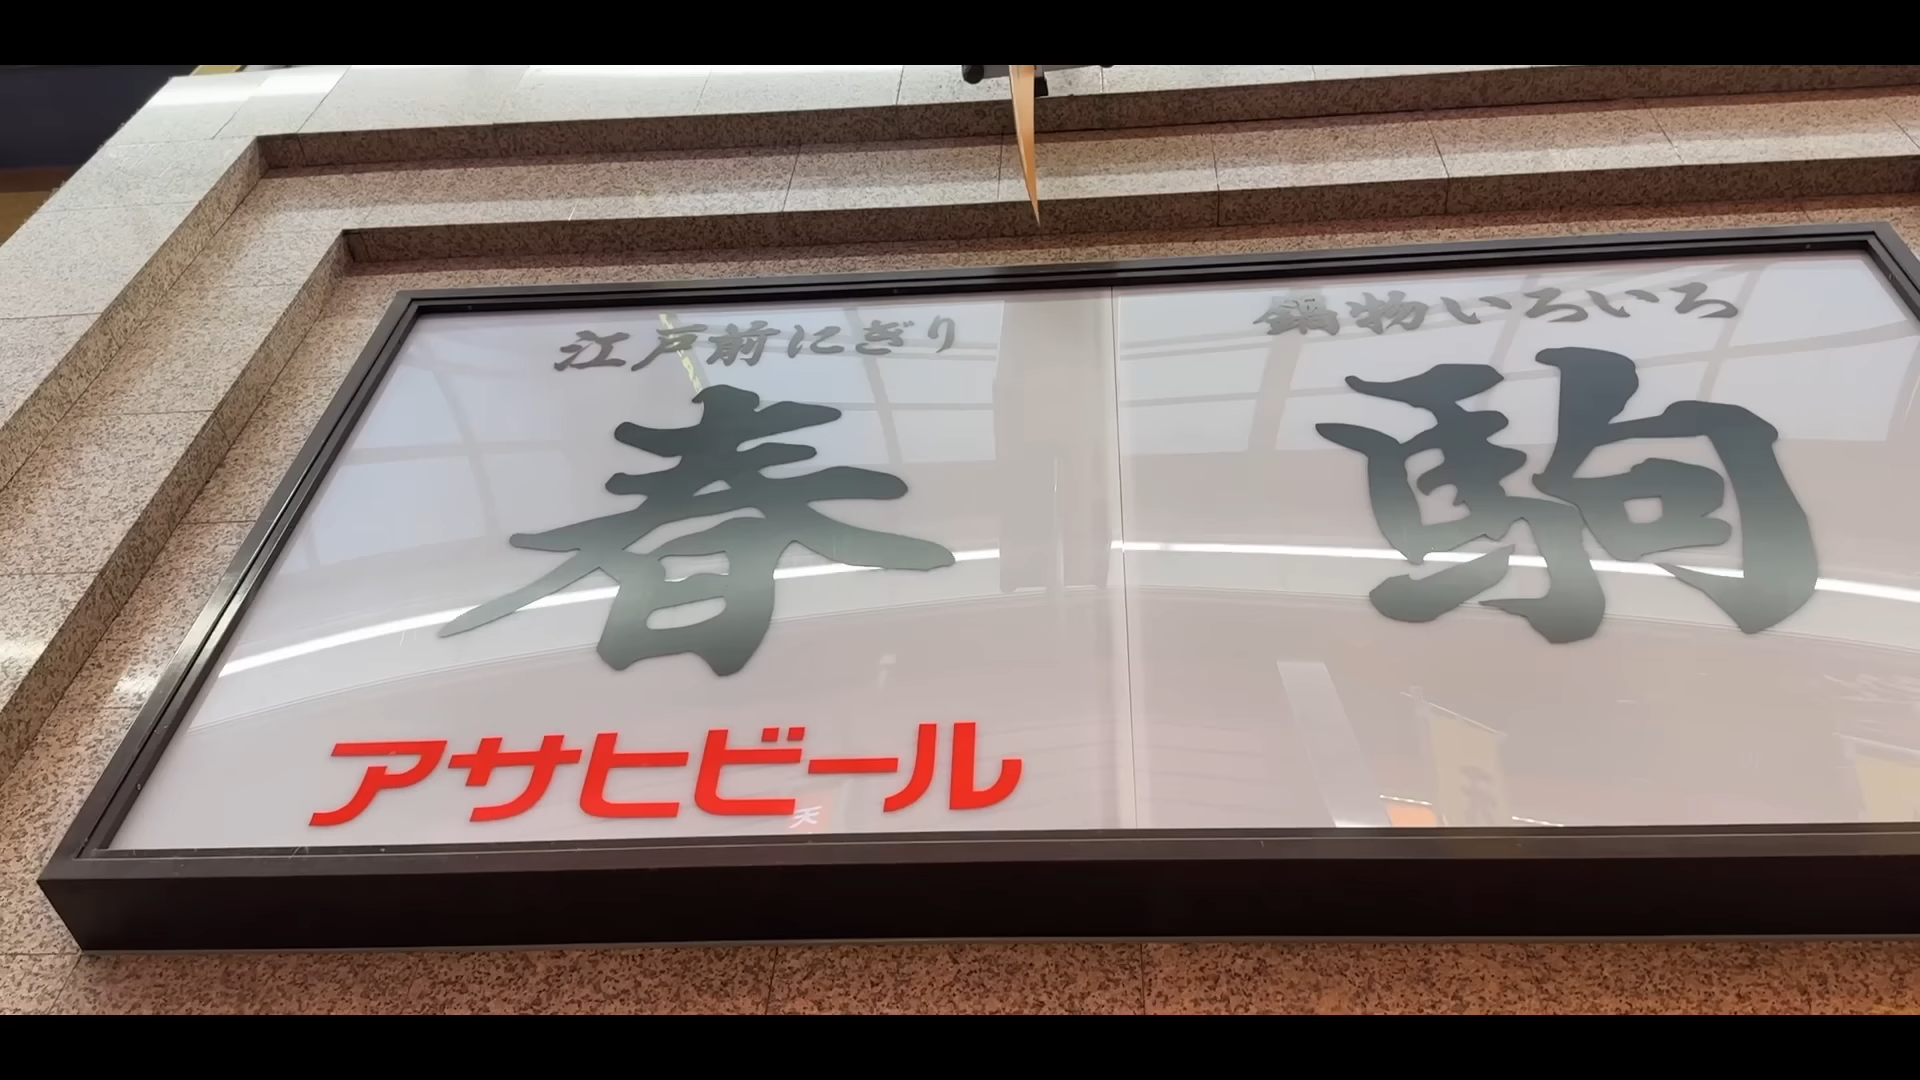 江戸前にぎり
鍋物いろいろ
春駒
アサヒビール
天